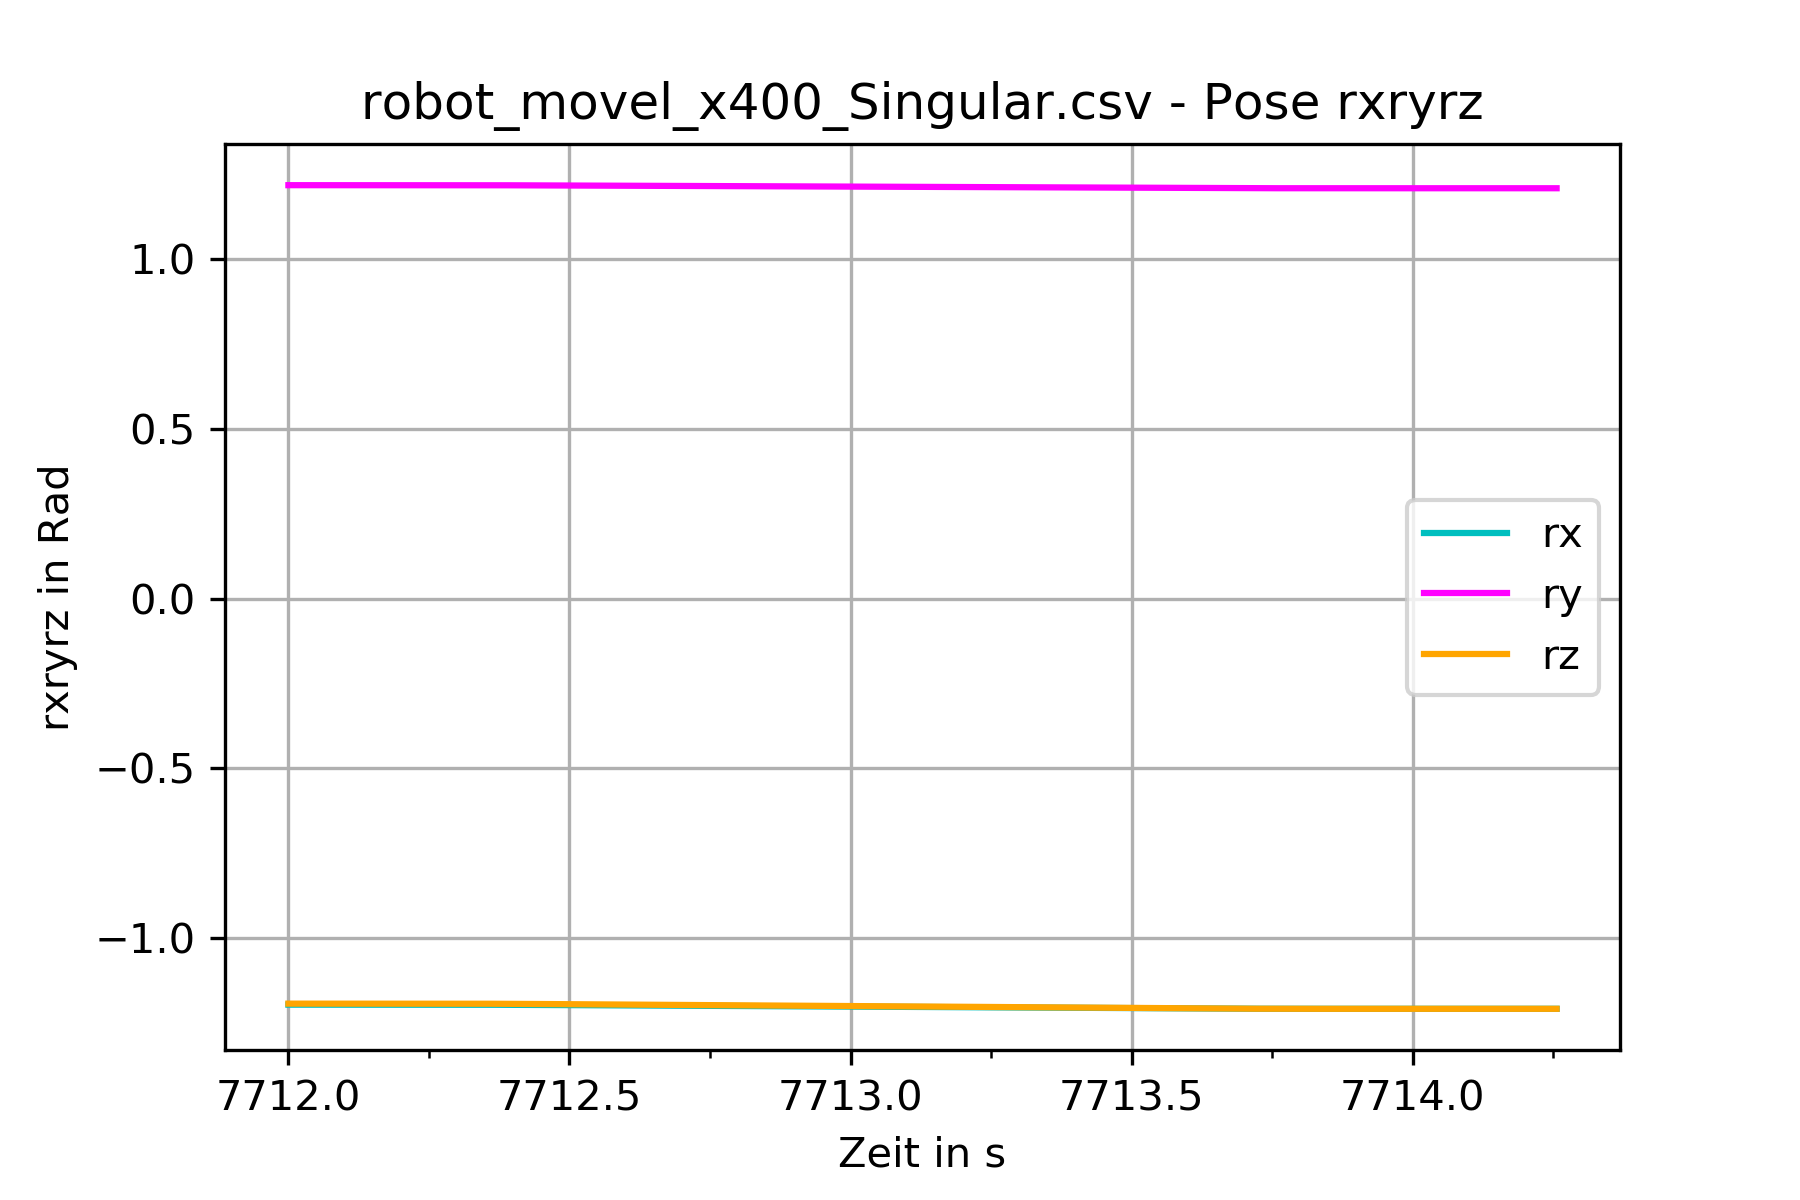 robot_movel_x400_Singular.csv - Pose rxryrz
rxryrz in Rad
1.0
0.5
0.0
−0.5
−1.0
rx
ry
rz
7712.0 7712.5 7713.0 7713.5 7714.0
Zeit in s